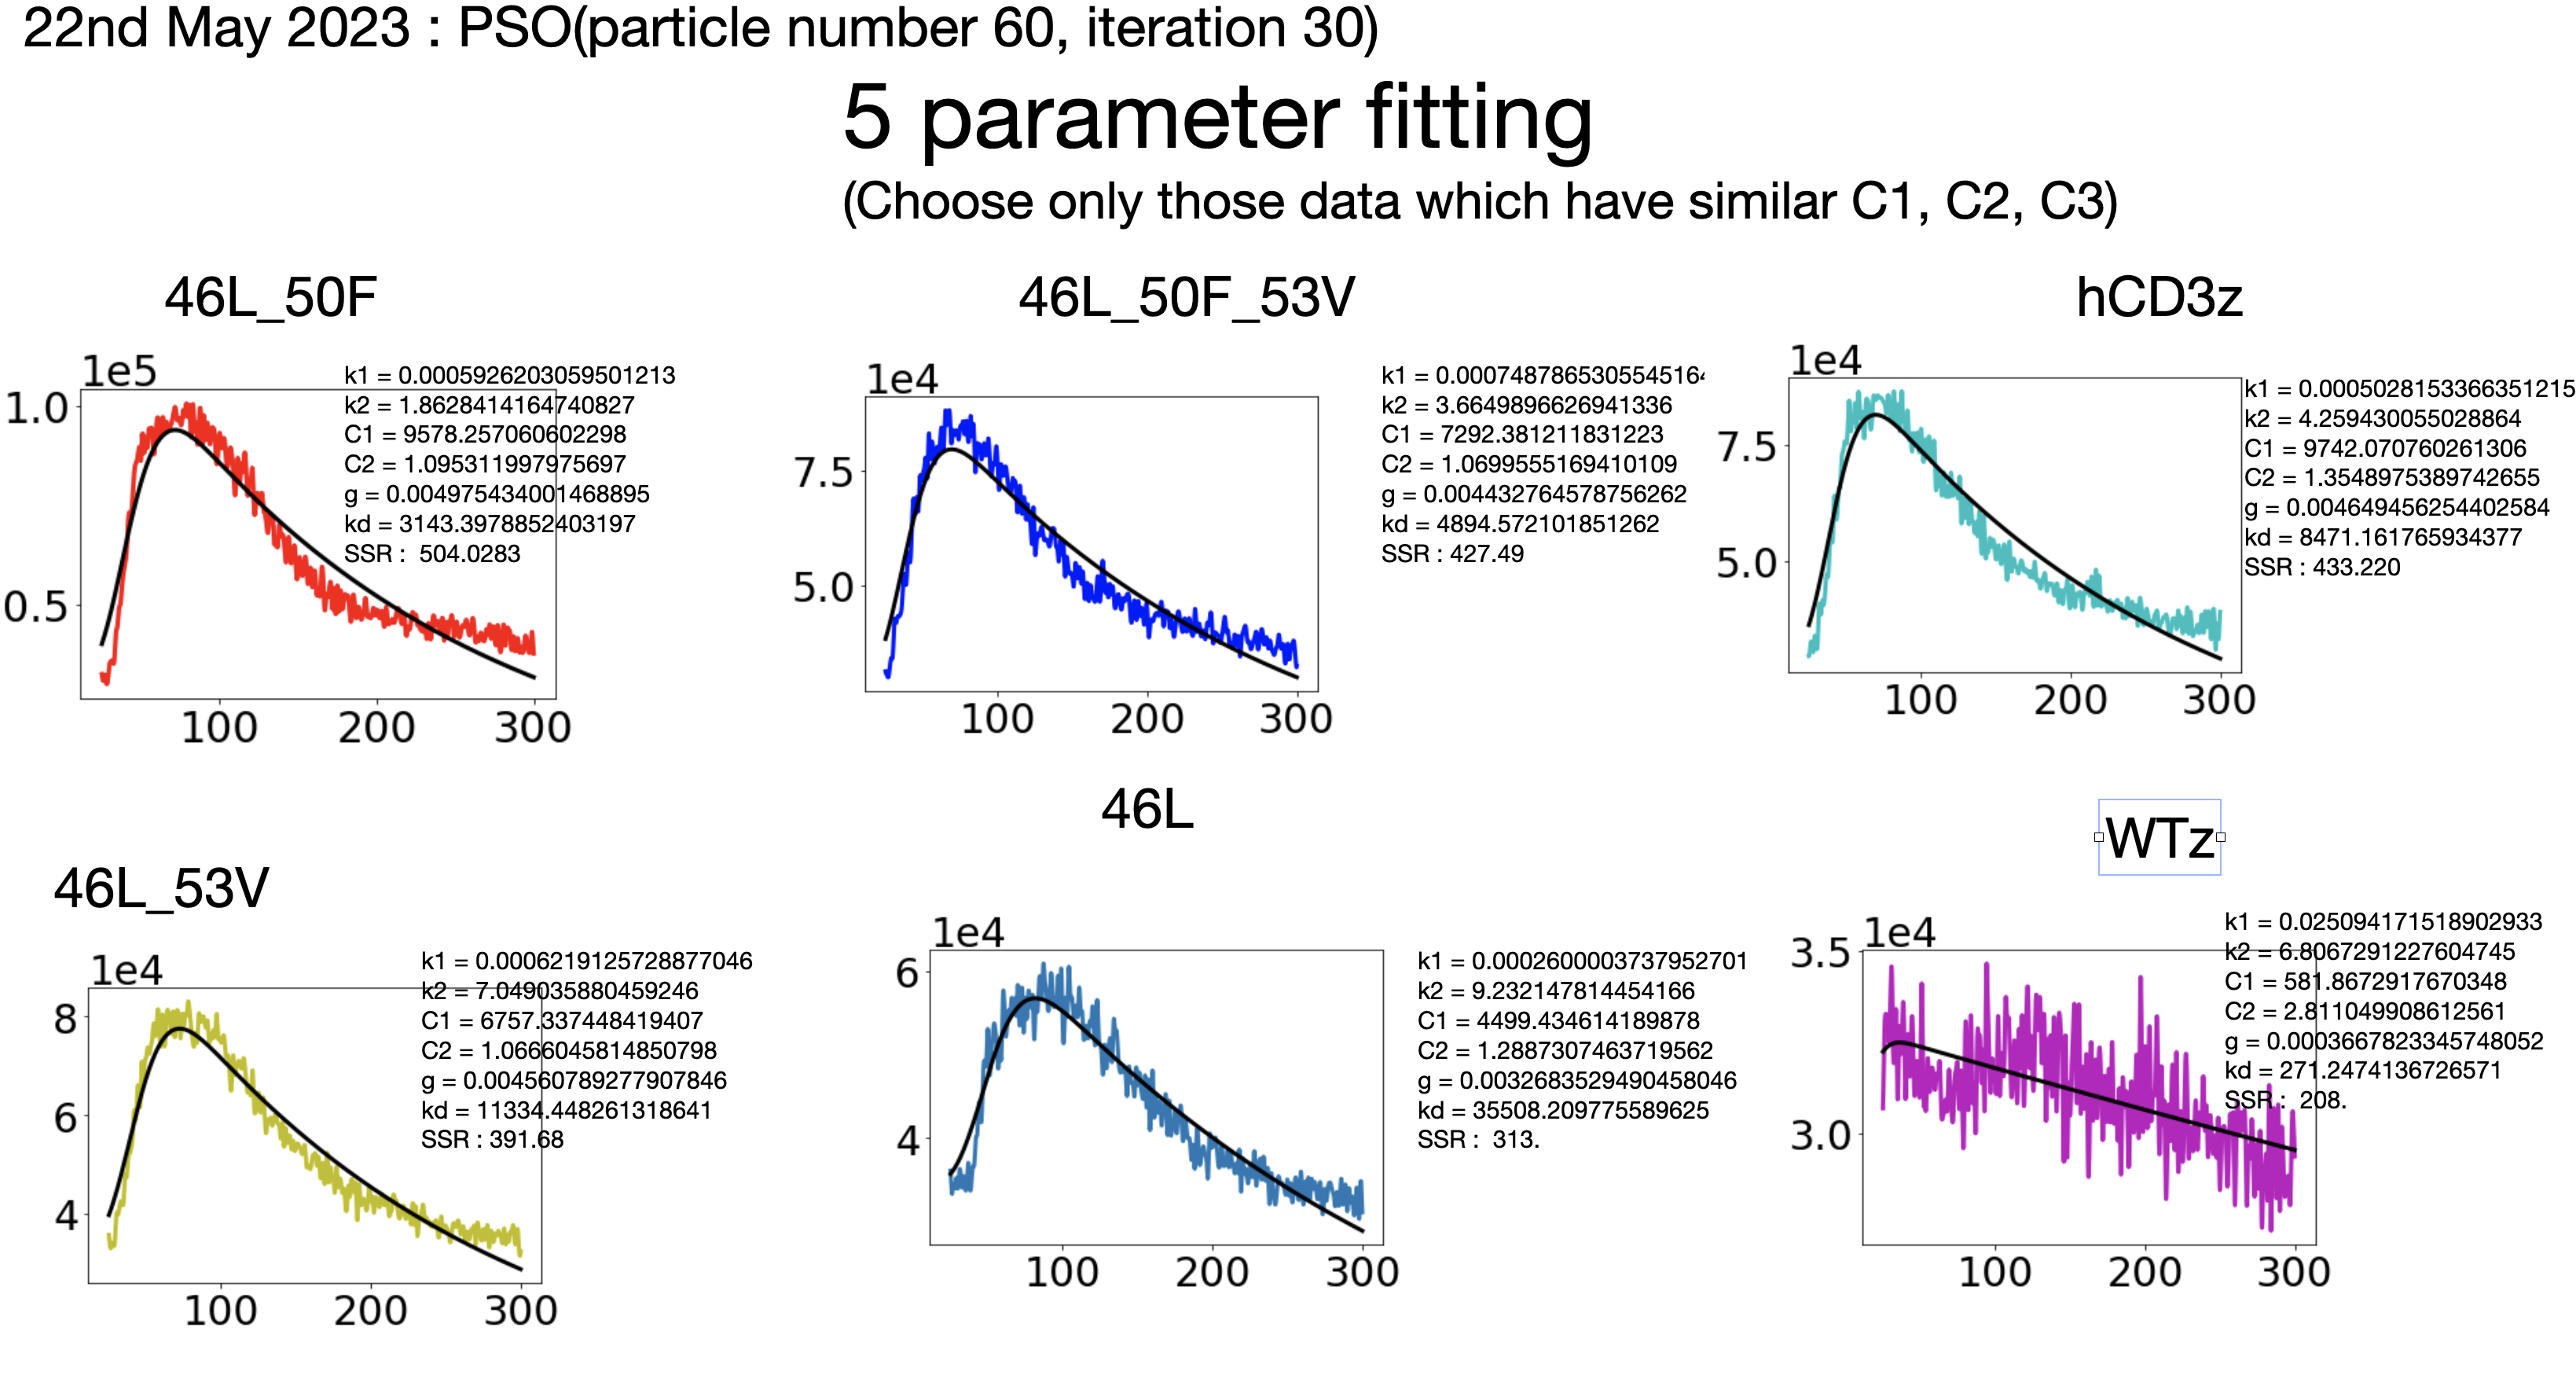 22nd May 2023 : PSO(particle number 60, iteration 30)
5 parameter fitting
(Choose only those data which have similar C1, C2, C3)
46L_50F
1e5
1.0
0.5
100 200 300
k1 = 0.0005926203059501213
k2 = 1.8628414164740827
C1 = 9578.257060602298
C2 = 1.095311997975697
g = 0.004975434001468895
kd = 3143.3978852403197
SSR : 504.0283
46L_50F_53V
1e4
7.5
5.0
100 200 300
k1 = 0.000748786530554516
k2 = 3.6649896626941336
C1 = 7292.381211831223
C2 = 1.0699555169410109
g = 0.004432764578756262
kd = 4894.572101851262
SSR : 427.49
hCD3z
1e4
7.5
5.0
100 200 300
k1 = 0.0005028153366351215
k2 = 4.259430055028864
C1 = 9742.070760261306
C2 = 1.3548975389742655
g = 0.004649456254402584
kd = 8471.161765934377
SSR : 433.220
46L_53V
1e4
8
6
4
100 200 300
k1 = 0.0006219125728877046
k2 = 7.049035880459246
C1 = 6757.337448419407
C2 = 1.0666045814850798
g = 0.004560789277907846
kd = 11334.448261318641
SSR : 391.68
46L
1e4
6
4
100 200 300
k1 = 0.0002600003737952701
k2 = 9.232147814454166
C1 = 4499.434614189878
C2 = 1.2887307463719562
g = 0.0032683529490458046
kd = 35508.209775589625
SSR : 313.
WTz
1e4
3.5
3.0
100 200 300
k1 = 0.025094171518902933
k2 = 6.8067291227604745
C1 = 581.8672917670348
C2 = 2.811049908612561
g = 0.0003667823345748052
kd = 271.2474136726571
SSR : 208.